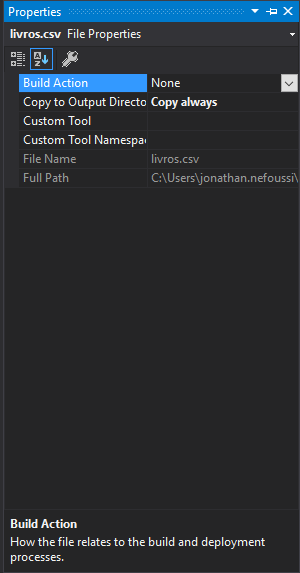 Properties
livros.csv File Properties
Build Action None
Copy to Output Directo Copy always
Custom Tool
Custom Tool Namespac
File Name livros.csv
Full Path C:\Users\jonathan.nefoussi\
Build Action
How the file relates to the build and deployment
processes.